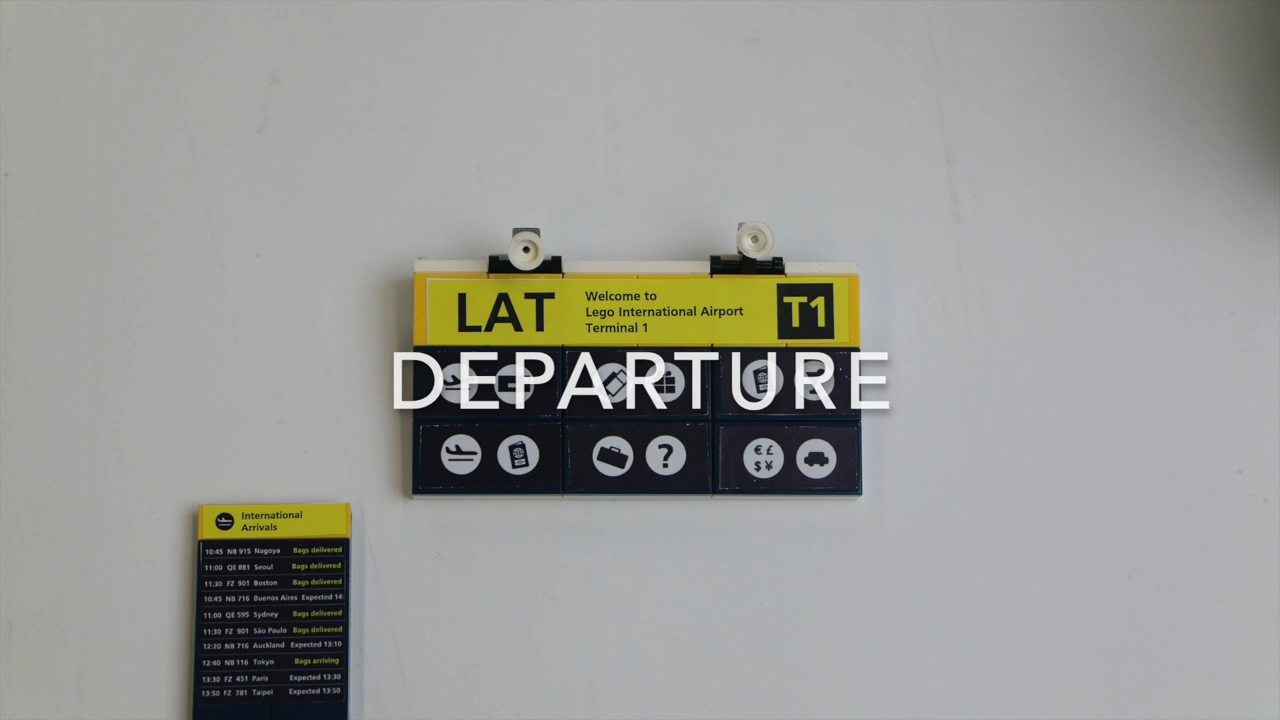 LAT
Welcome to
Lego International Airport
Terminal 1
T1
DEPARTURE
?
€ £
$ ¥
International
Arrivals
10:45 NB 915 Nagoya Bags delivered
11:00 QE 881 Seoul Bags delivered
11:30 FZ 901 Boston Bags delivered
10:45 NB 716 Buenos Aires Expected 14:
11:00 QE 595 Sydney Bags delivered
11:30 FZ 901 São Paulo Bags delivered
12:20 NB 716 Auckland Expected 13:10
12:40 NB 116 Tokyo Bags arriving
13:30 FZ 451 Paris Expected 13:30
13:50 FZ 781 Taipei Expected 13:50